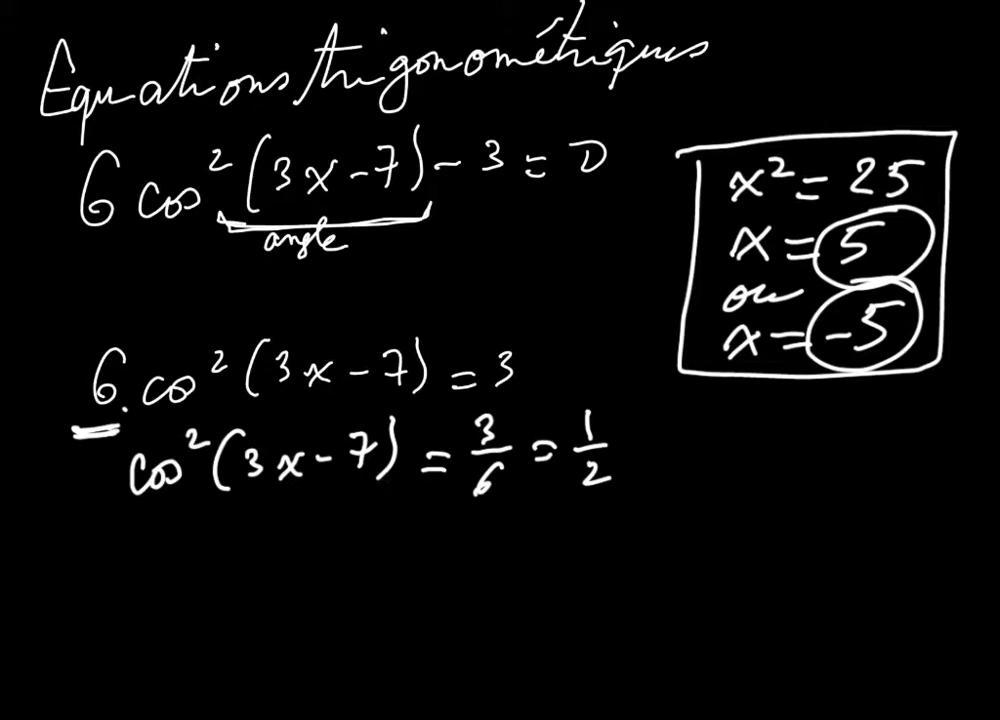 Equations trigonométriques
6 cos² (3x-7) - 3 = 0
angle
6. cos² (3x-7) = 3
cos² (3x-7) = 3/6 = 1/2
x² = 25
x = 5
ou
x = -5